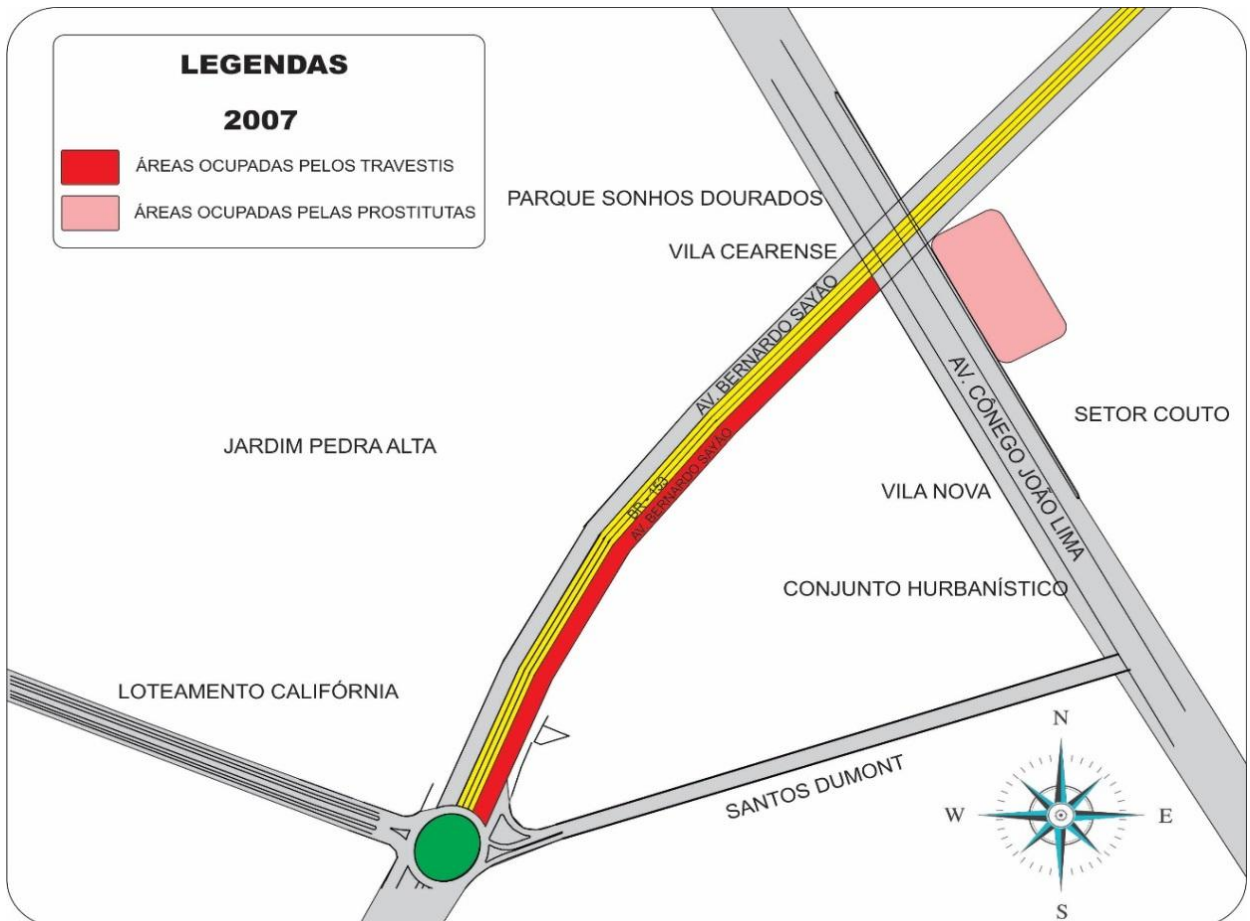 LEGENDAS
2007
ÁREAS OCUPADAS PELOS TRAVESTIS
ÁREAS OCUPADAS PELAS PROSTITUTAS
PARQUE SONHOS DOURADOS
VILA CEARENSE
AV. BERNARDO SAYÃO
AV. CÔNEGO JOÃO LIMA
SETOR COUTO
JARDIM PEDRA ALTA
BR - 153
AV. BERNARDO SAYÃO
VILA NOVA
CONJUNTO HURBANÍSTICO
LOTEAMENTO CALIFÓRNIA
SANTOS DUMONT
N
W
E
S